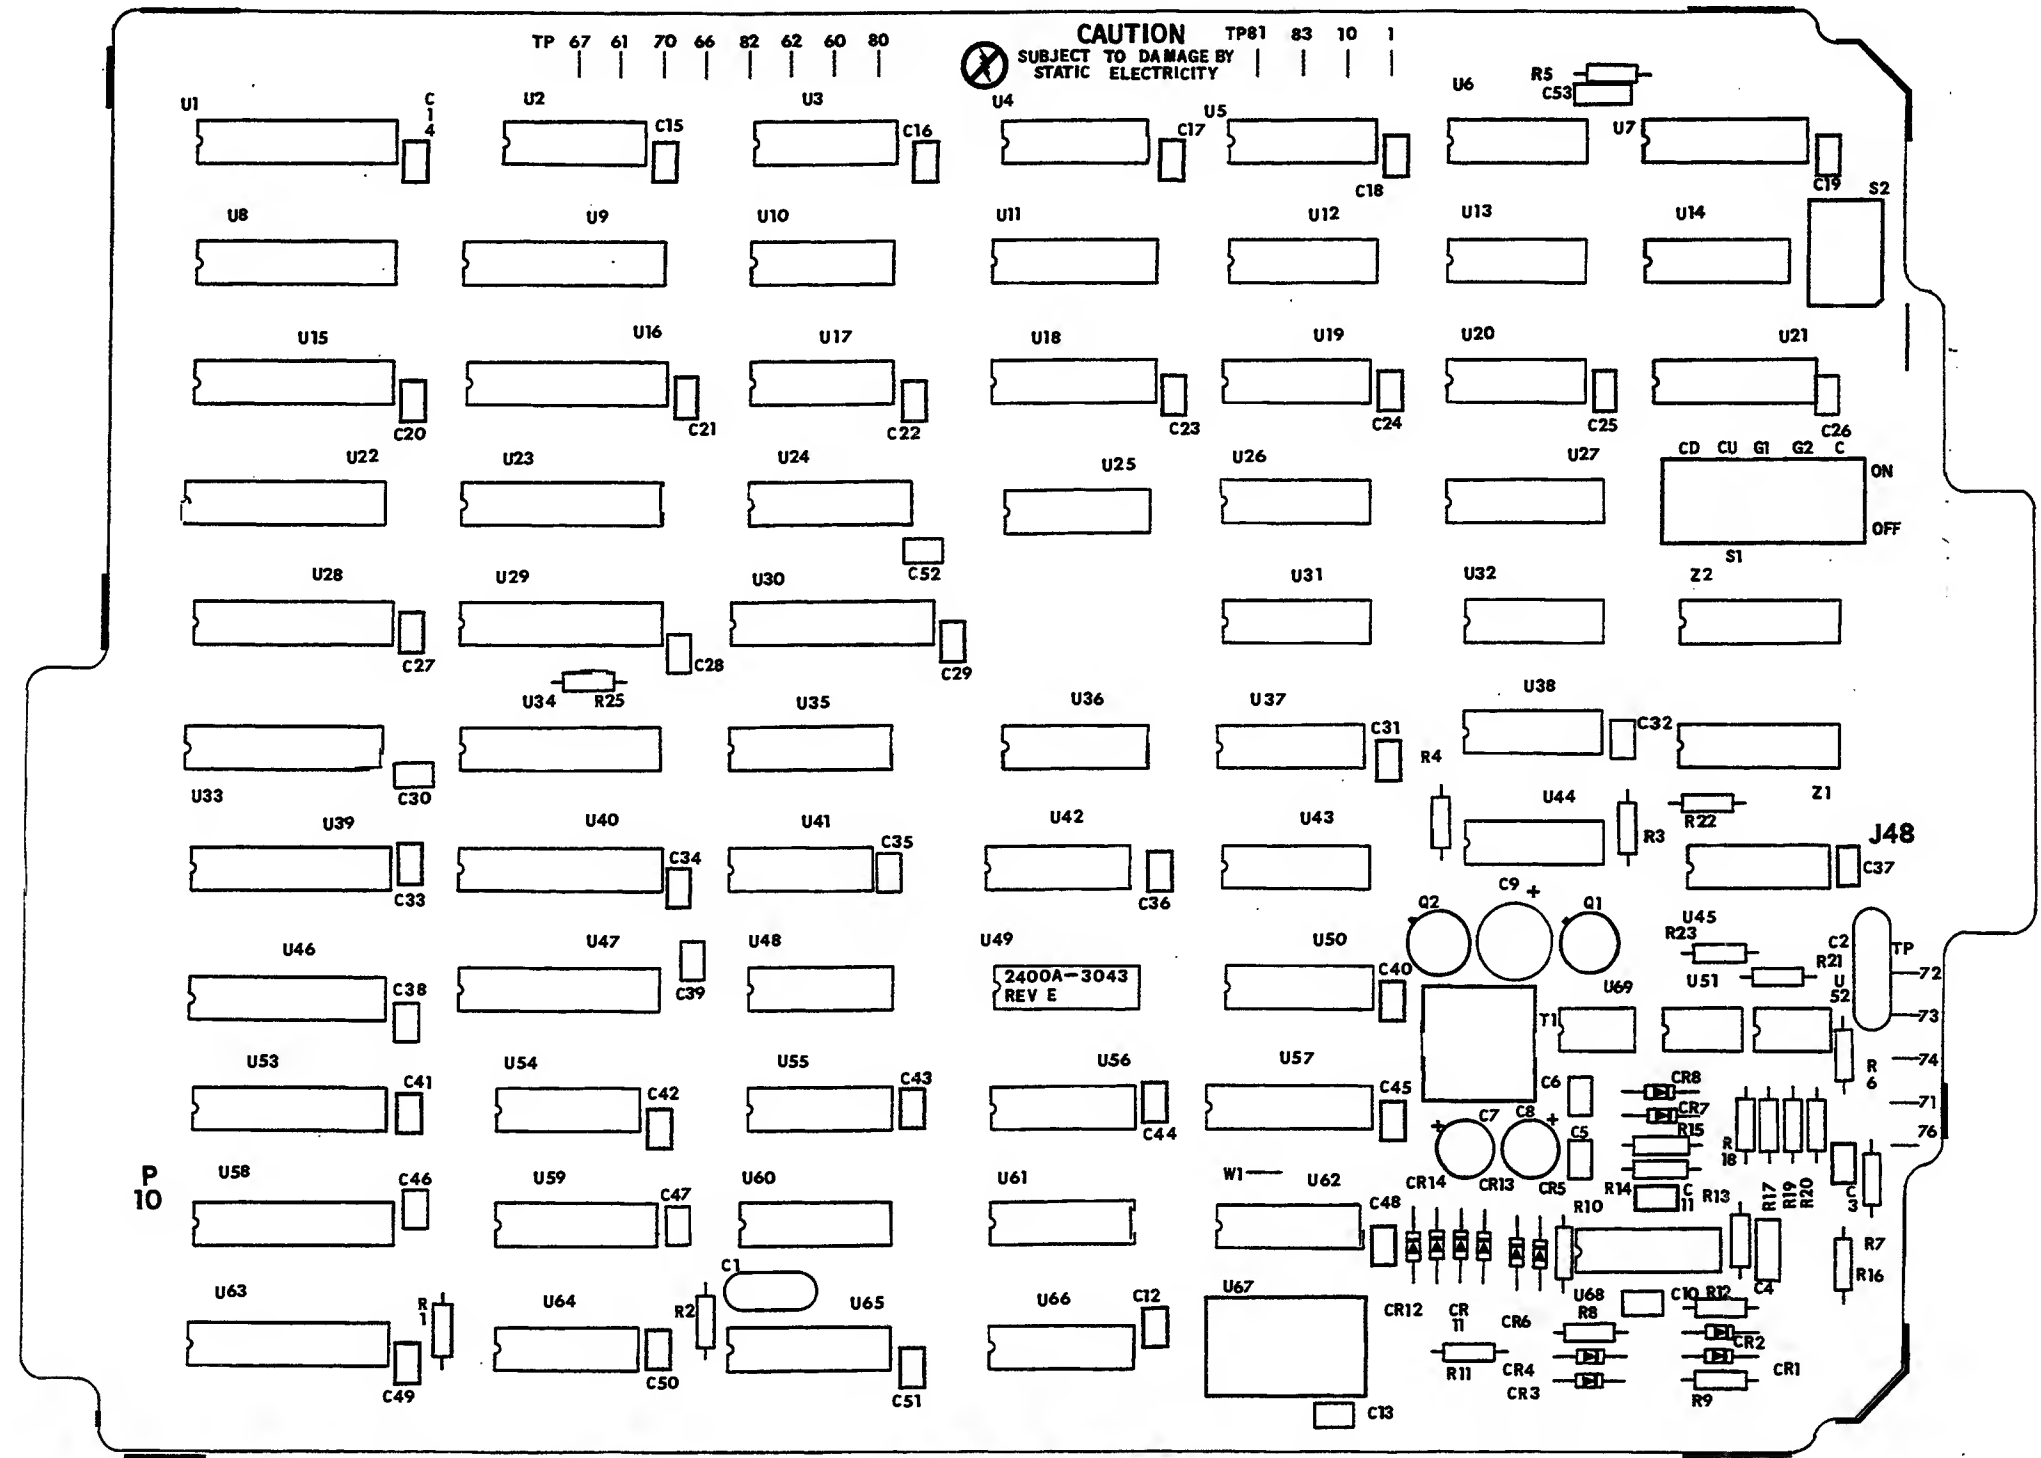 CAUTION
SUBJECT TO DAMAGE BY
STATIC ELECTRICITY
TP 67 61 70 66 82 62 60 80
TP81 83 10 1
R5
C53
U1
C
1
4
U2
C15
U3
C16
U4
C17
U5
C18
U6
U7
C19
S2
U8
U9
U10
U11
U12
U13
U14
U15
C20
U16
C21
U17
C22
U18
C23
U19
C24
U20
C25
U21
C26
U22
U23
U24
C52
U25
U26
U27
CD CU G1 G2 C
ON
OFF
S1
U28
C27
U29
C28
R25
U30
C29
U31
U32
Z2
U33
C30
U34
U35
U36
U37
C31
R4
U38
C32
Z1
U39
C33
U40
C34
U41
C35
U42
C36
U43
U44
R3
R22
J48
C37
U45
Q2
C9 +
Q1
R23
R21
C2
TP
72
73
74
71
76
U46
C38
U47
C39
U48
U49
2400A-3043
REV E
U50
C40
T1
U69
U51
U
52
U53
C41
U54
C42
U55
C43
U56
C44
U57
C45
C6
+ C7
C8 +
C5
CR8
CR7
R15
R14
R
18
R17
R19
R20
R
6
C
3
P
10
U58
C46
U59
C47
U60
U61
W1
U62
C48
CR14
CR13
CR5
R10
C
11
R13
R7
R16
U63
R
1
C49
U64
C50
R2
C1
U65
C51
U66
C12
U67
C13
CR12
CR
11
CR6
U68
C10
R12
C4
R8
R11
CR4
CR3
CR2
CR1
R9